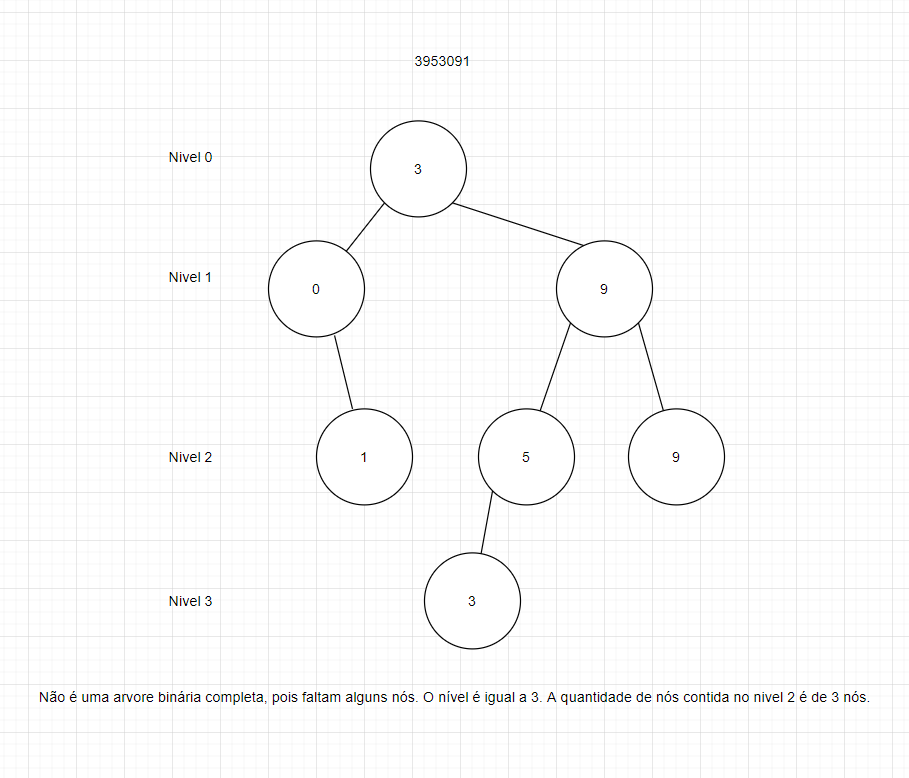 3953091
Nivel 0
3
Nivel 1
0
9
Nivel 2
1
5
9
Nivel 3
3
Não é uma arvore binária completa, pois faltam alguns nós. O nível é igual a 3. A quantidade de nós contida no nivel 2 é de 3 nós.